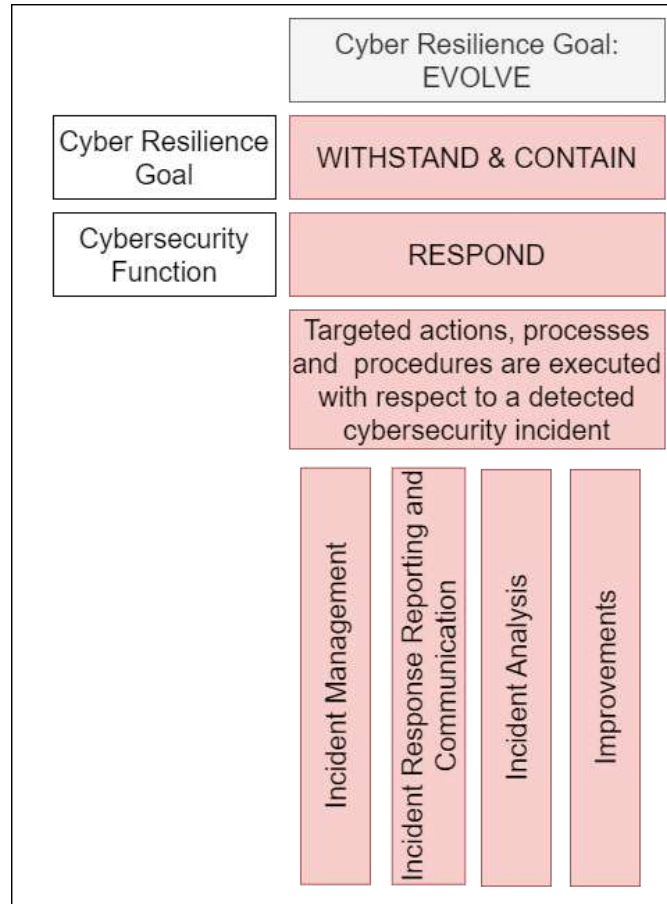 Cyber Resilience Goal:
EVOLVE
Cyber Resilience
Goal
WITHSTAND & CONTAIN
Cybersecurity
Function
RESPOND
Targeted actions, processes
and procedures are executed
with respect to a detected
cybersecurity incident
Incident Management
Incident Response Reporting and
Communication
Incident Analysis
Improvements